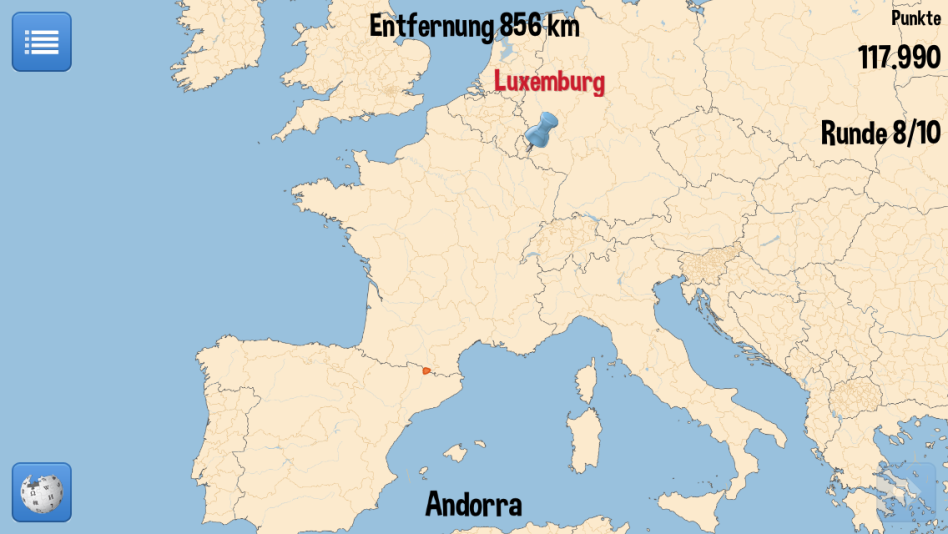 Entfernung 856 km
Punkte
117.990
Luxemburg
Runde 8/10
Andorra